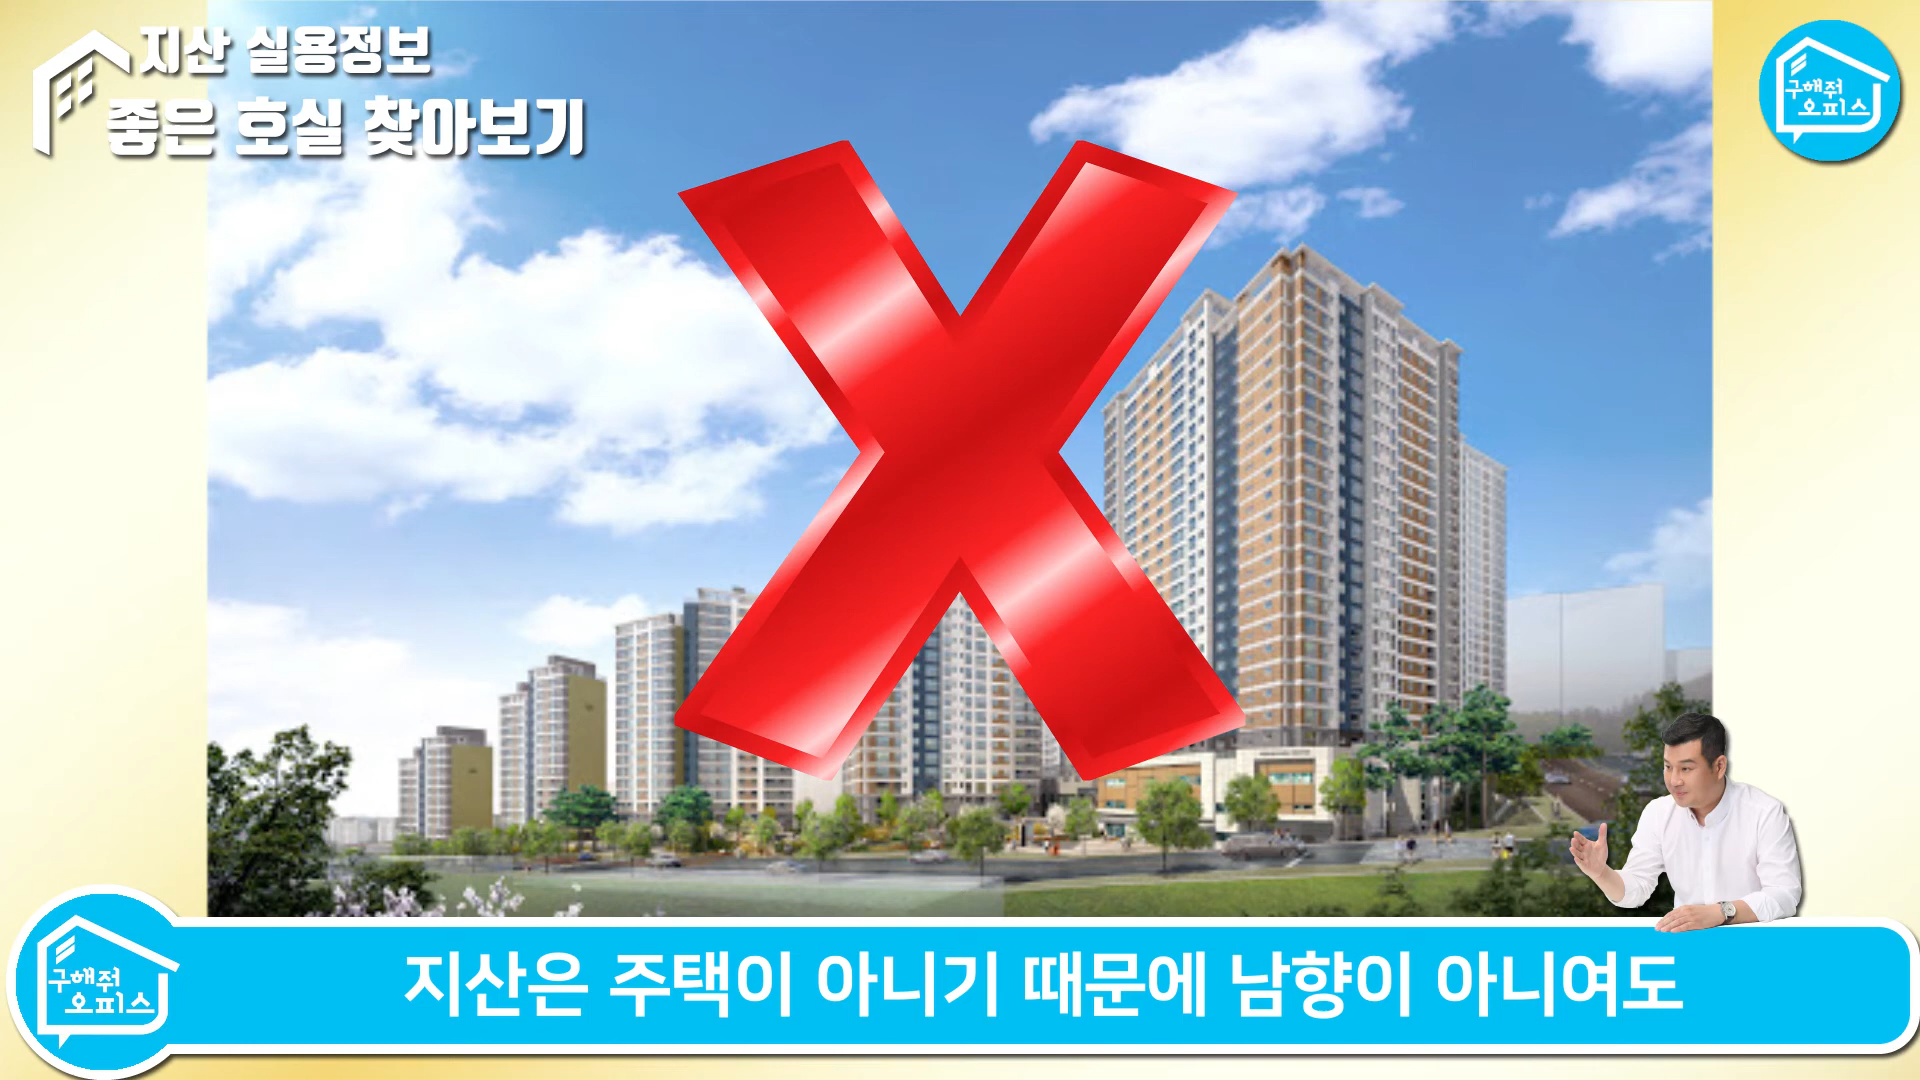 지산 실용정보
좋은 호실 찾아보기
구해줘
오피스
구해줘
오피스
지산은 주택이 아니기 때문에 남향이 아니여도